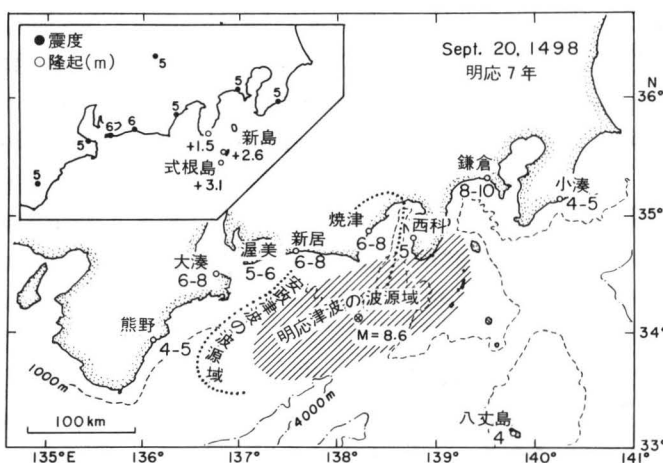 ● 震度
○ 隆起(m)
5
5
5
5
6
6
5
5
+1.5
新島
+2.6
式根島
+3.1
Sept. 20, 1498
明応7年
N
36°
35°
34°
33°
鎌倉
8-10
小湊
4-5
焼津
6-8
西科
5
新居
6-8
渥美
5-6
大湊
6-8
熊野
4-5
安政津波の波源域
明応津波の波源域
M=8.6
1000m
4000m
八丈島
4
100km
135°E
136°
137°
138°
139°
140°
141°